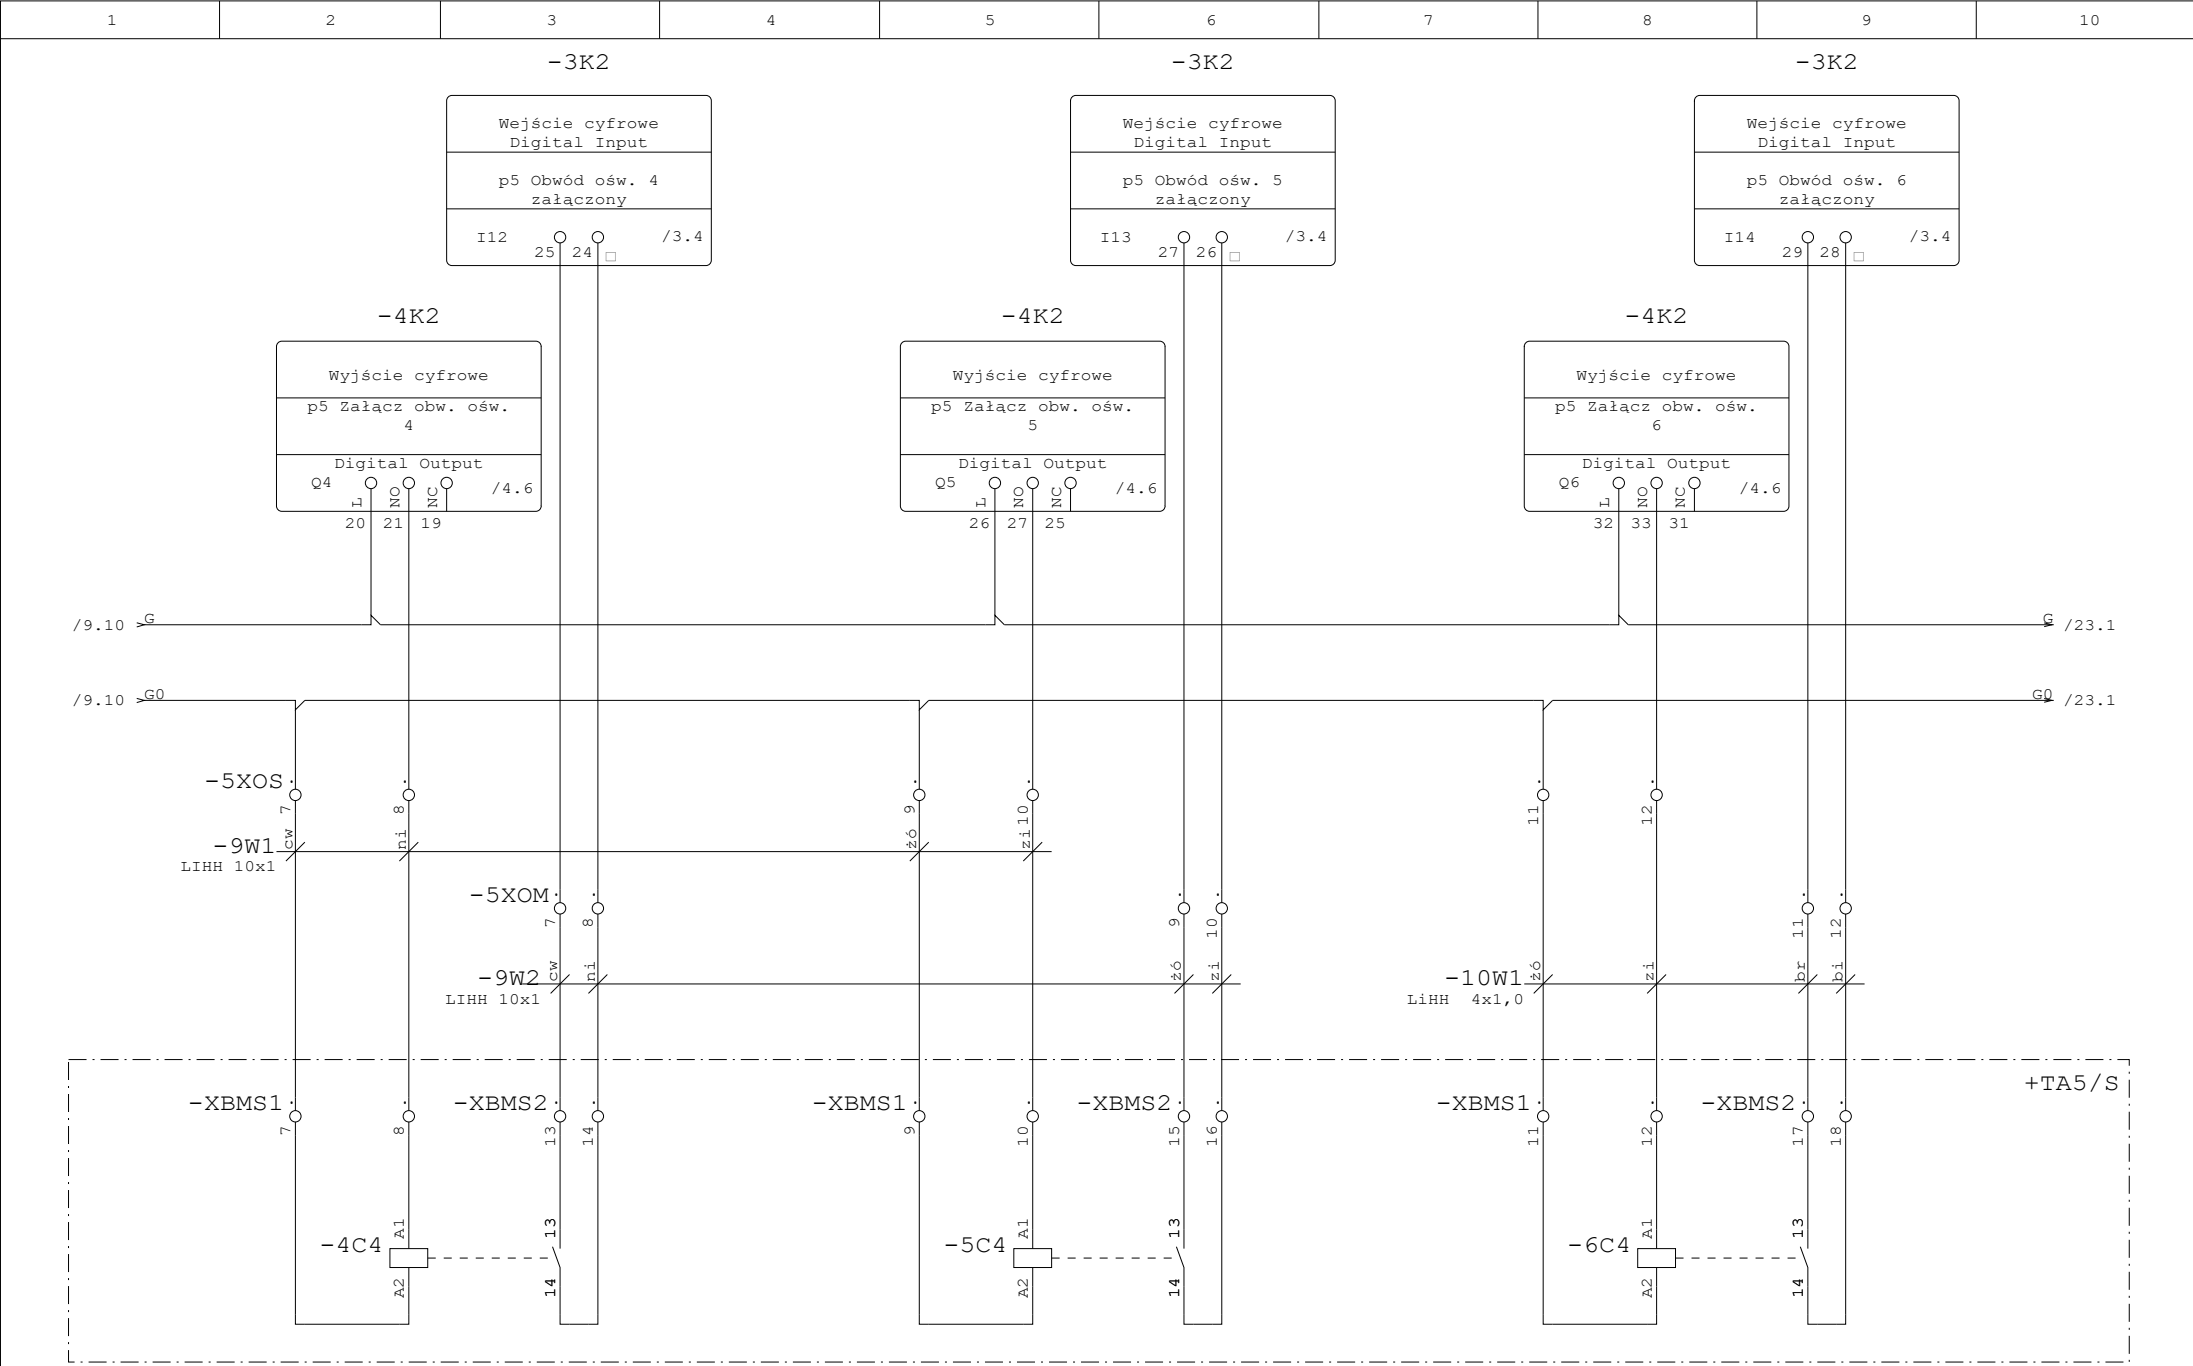 1 2 3 4 5 6 7 8 9 10
-3K2 -3K2 -3K2
Wejście cyfrowe Wejście cyfrowe Wejście cyfrowe
Digital Input Digital Input Digital Input
p5 Obwód ośw. 4 p5 Obwód ośw. 5 p5 Obwód ośw. 6
załączony załączony załączony
I12 /3.4 I13 /3.4 I14 /3.4
25 24 27 26 29 28
-4K2 -4K2 -4K2
Wyjście cyfrowe Wyjście cyfrowe Wyjście cyfrowe
p5 Załącz obw. ośw. p5 Załącz obw. ośw. p5 Załącz obw. ośw.
4 5 6
Digital Output Digital Output Digital Output
Q4 L NO NC /4.6 Q5 L NO NC /4.6 Q6 L NO NC /4.6
20 21 19 26 27 25 32 33 31
/9.10 G G /23.1
/9.10 G0 G0 /23.1
-5XOS
7 8 9 10 11 12
-9W1 cw ni żó zi
LIHH 10x1
-5XOM
7 8 9 10 11 12
-9W2 cw ni żó zi -10W1 żó zi br bi
LIHH 10x1 LiHH 4x1,0
+TA5/S
-XBMS1 -XBMS2 -XBMS1 -XBMS2 -XBMS1 -XBMS2
7 8 13 14 9 10 15 16 11 12 17 18
A1 13 A1 13 A1 13
-4C4 -5C4 -6C4
A2 14 A2 14 A2 14